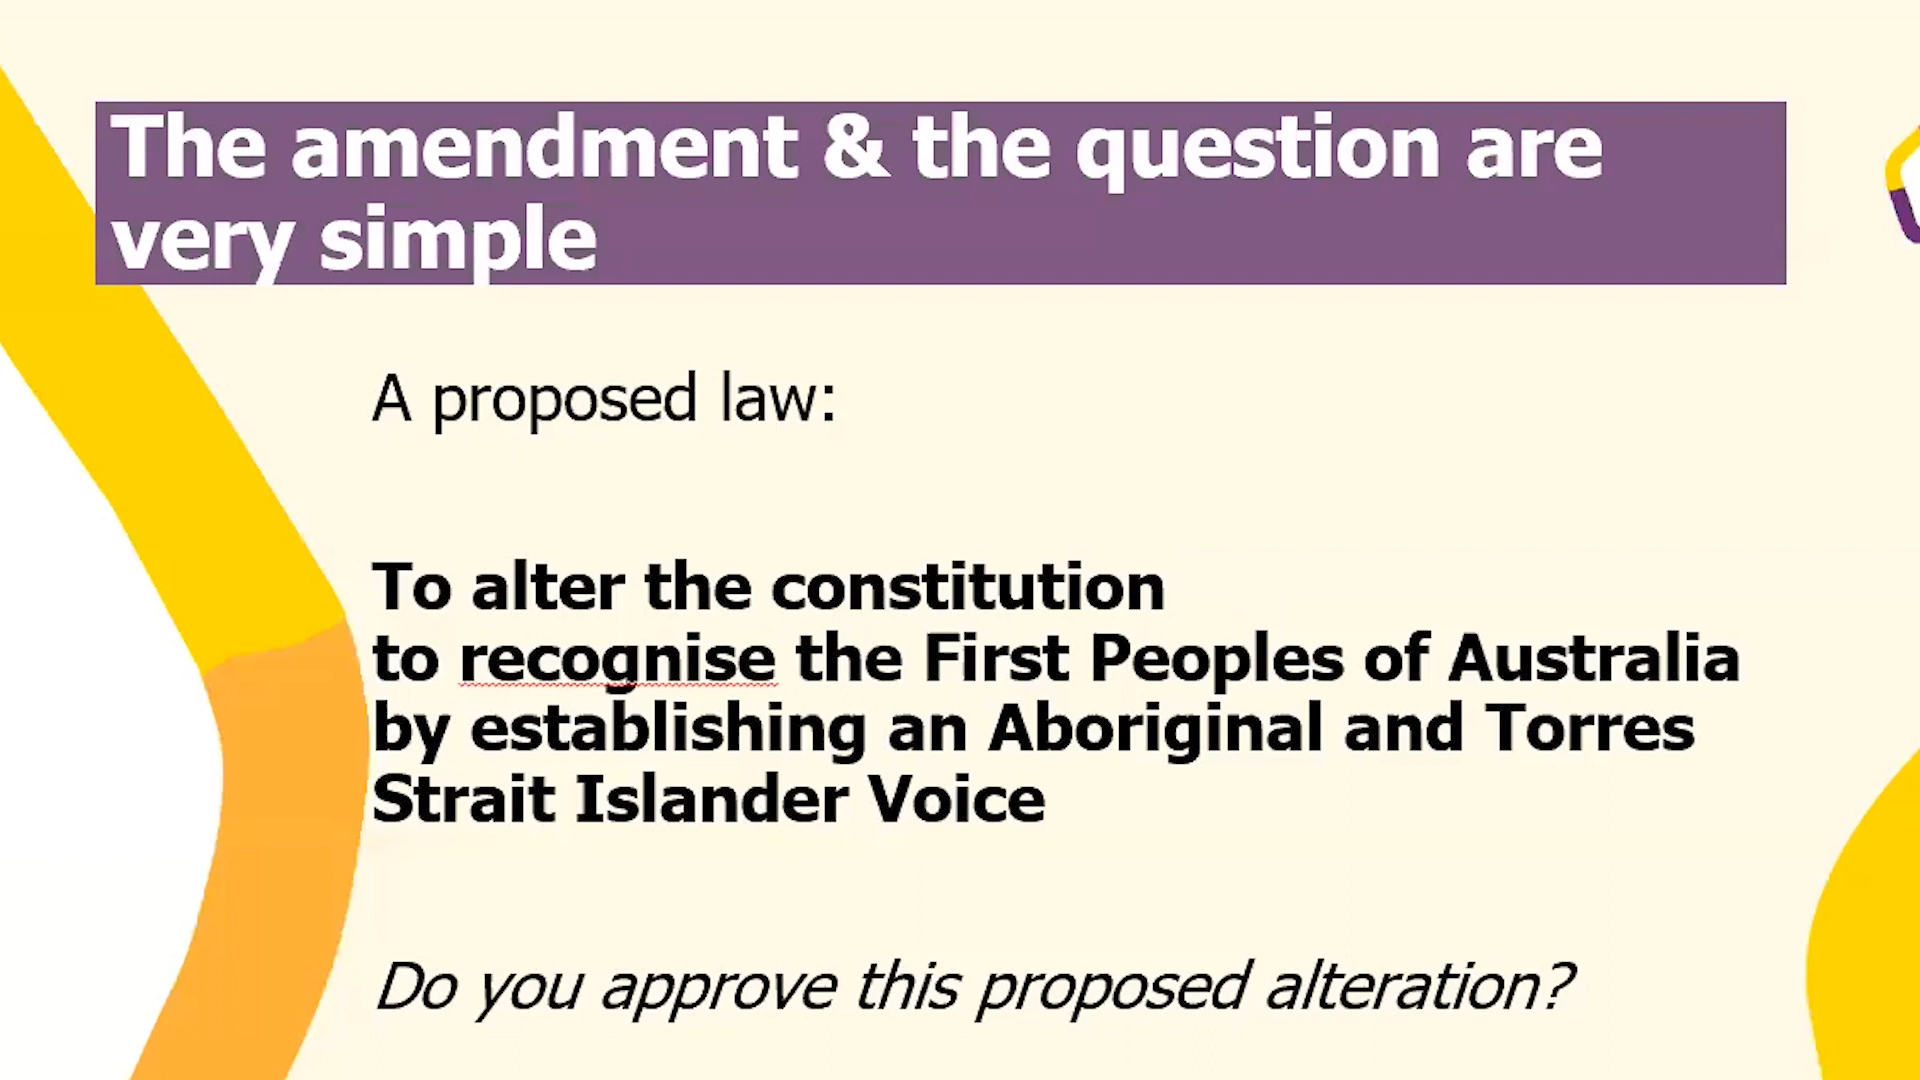 The amendment & the question are
very simple
A proposed law:
To alter the constitution
to recognise the First Peoples of Australia
by establishing an Aboriginal and Torres
Strait Islander Voice
Do you approve this proposed alteration?